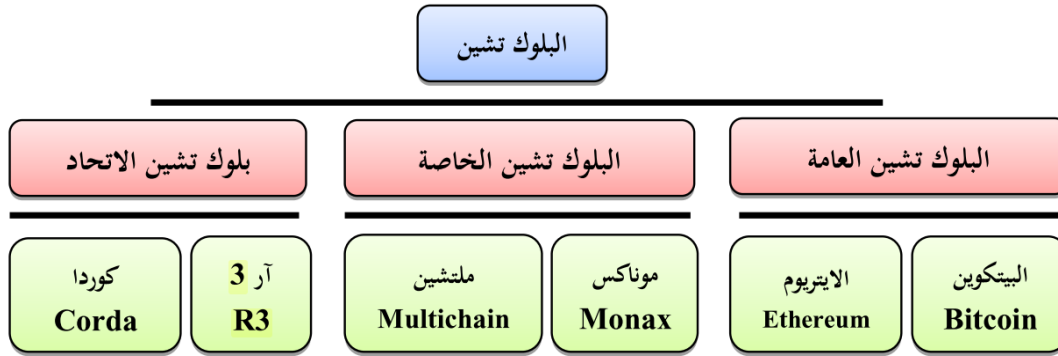 البلوك تشين
البلوك تشين العامة
البلوك تشين الخاصة
بلوك تشين الاتحاد
البيتكوين
Bitcoin
الايتريوم
Ethereum
موناكس
Monax
ملتشين
Multichain
آر 3
R3
كوردا
Corda